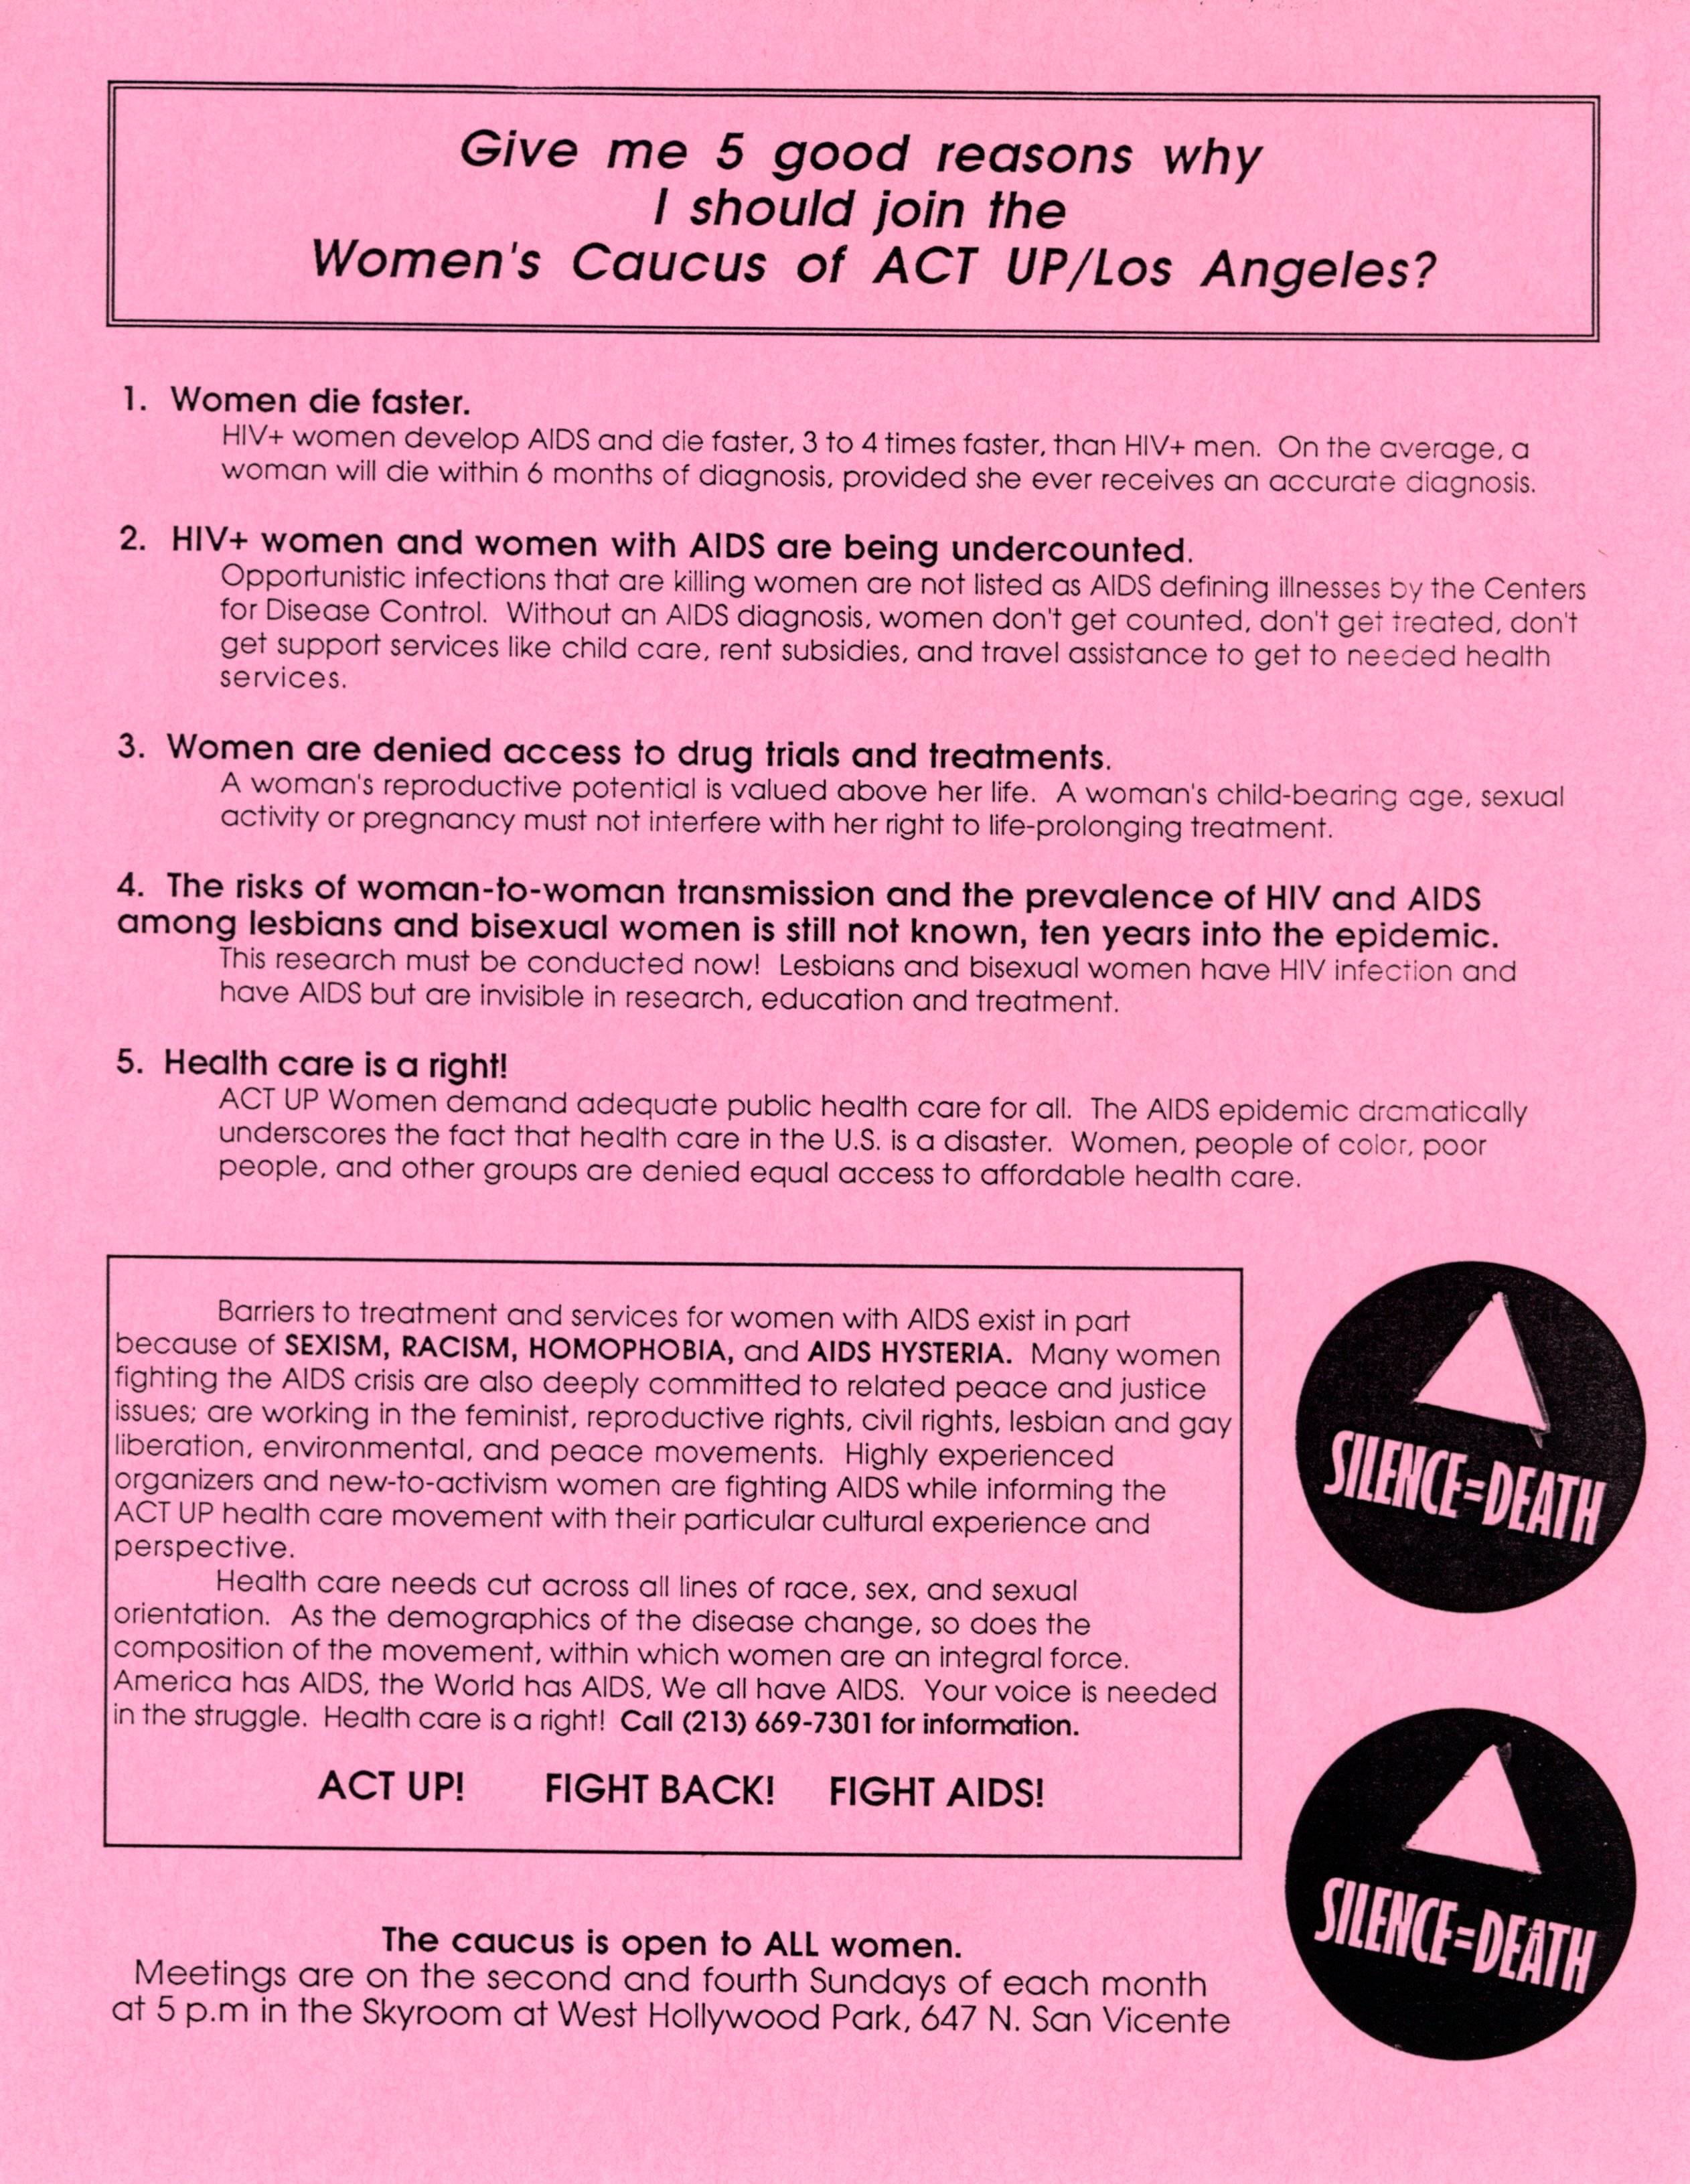 Give me 5 good reasons why
I should join the
Women's Caucus of ACT UP/Los Angeles?
1. Women die faster.
HIV+ women develop AIDS and die faster, 3 to 4 times faster, than HIV+ men. On the average, a
woman will die within 6 months of diagnosis, provided she ever receives an accurate diagnosis.
2. HIV+ women and women with AIDS are being undercounted.
Opportunistic infections that are killing women are not listed as AIDS defining illnesses by the Centers
for Disease Control. Without an AIDS diagnosis, women don't get counted, don't get treated, don't
get support services like child care, rent subsidies, and travel assistance to get to needed health
services.
3. Women are denied access to drug trials and treatments.
A woman's reproductive potential is valued above her life. A woman's child-bearing age, sexual
activity or pregnancy must not interfere with her right to life-prolonging treatment.
4. The risks of woman-to-woman transmission and the prevalence of HIV and AIDS
among lesbians and bisexual women is still not known, ten years into the epidemic.
This research must be conducted now! Lesbians and bisexual women have HIV infection and
have AIDS but are invisible in research, education and treatment.
5. Health care is a right!
ACT UP Women demand adequate public health care for all. The AIDS epidemic dramatically
underscores the fact that health care in the U.S. is a disaster. Women, people of color, poor
people, and other groups are denied equal access to affordable health care.
Barriers to treatment and services for women with AIDS exist in part
because of SEXISM, RACISM, HOMOPHOBIA, and AIDS HYSTERIA. Many women
fighting the AIDS crisis are also deeply committed to related peace and justice
issues; are working in the feminist, reproductive rights, civil rights, lesbian and gay
liberation, environmental, and peace movements. Highly experienced
organizers and new-to-activism women are fighting AIDS while informing the
ACT UP health care movement with their particular cultural experience and
perspective.
Health care needs cut across all lines of race, sex, and sexual
orientation. As the demographics of the disease change, so does the
composition of the movement, within which women are an integral force.
America has AIDS, the World has AIDS, We all have AIDS. Your voice is needed
in the struggle. Health care is a right! Call (213) 669-7301 for information.
ACT UP! FIGHT BACK! FIGHT AIDS!
SILENCE=DEATH
SILENCE=DEATH
The caucus is open to ALL women.
Meetings are on the second and fourth Sundays of each month
at 5 p.m in the Skyroom at West Hollywood Park, 647 N. San Vicente